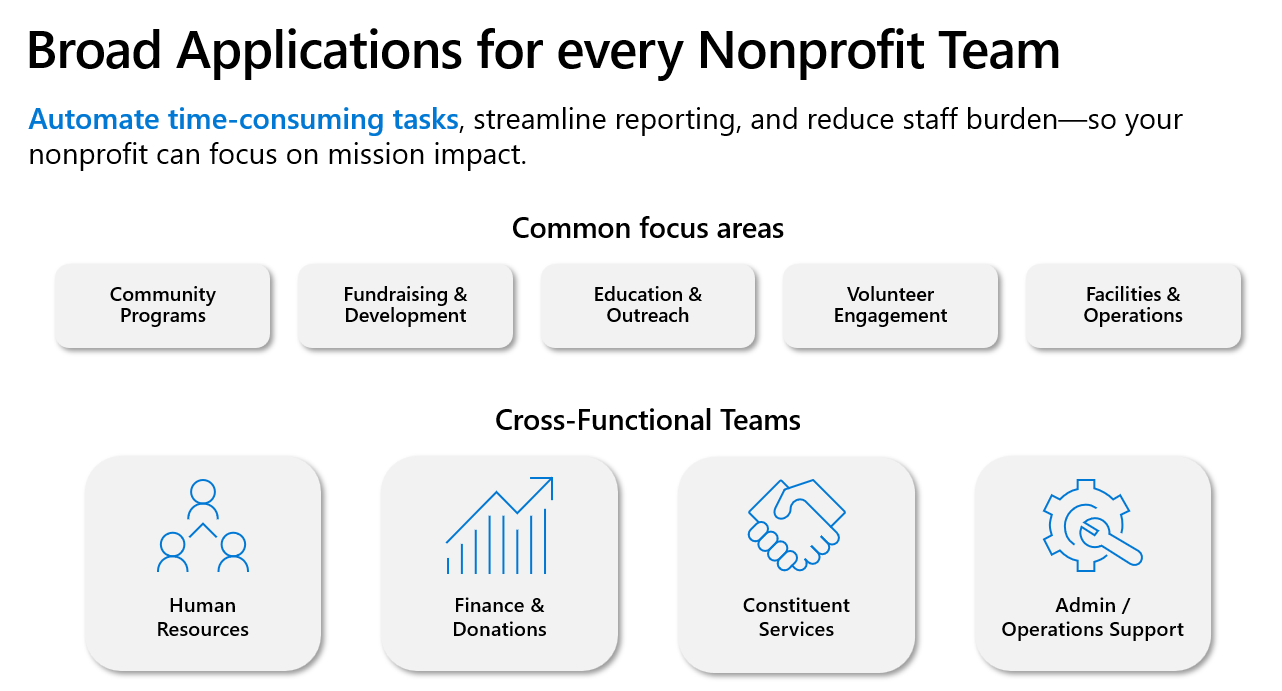 Broad Applications for every Nonprofit Team
Automate time-consuming tasks, streamline reporting, and reduce staff burden—so your
nonprofit can focus on mission impact.
Common focus areas
Community
Programs
Fundraising &
Development
Education &
Outreach
Volunteer
Engagement
Facilities &
Operations
Cross-Functional Teams
Human
Resources
Finance &
Donations
Constituent
Services
Admin /
Operations Support